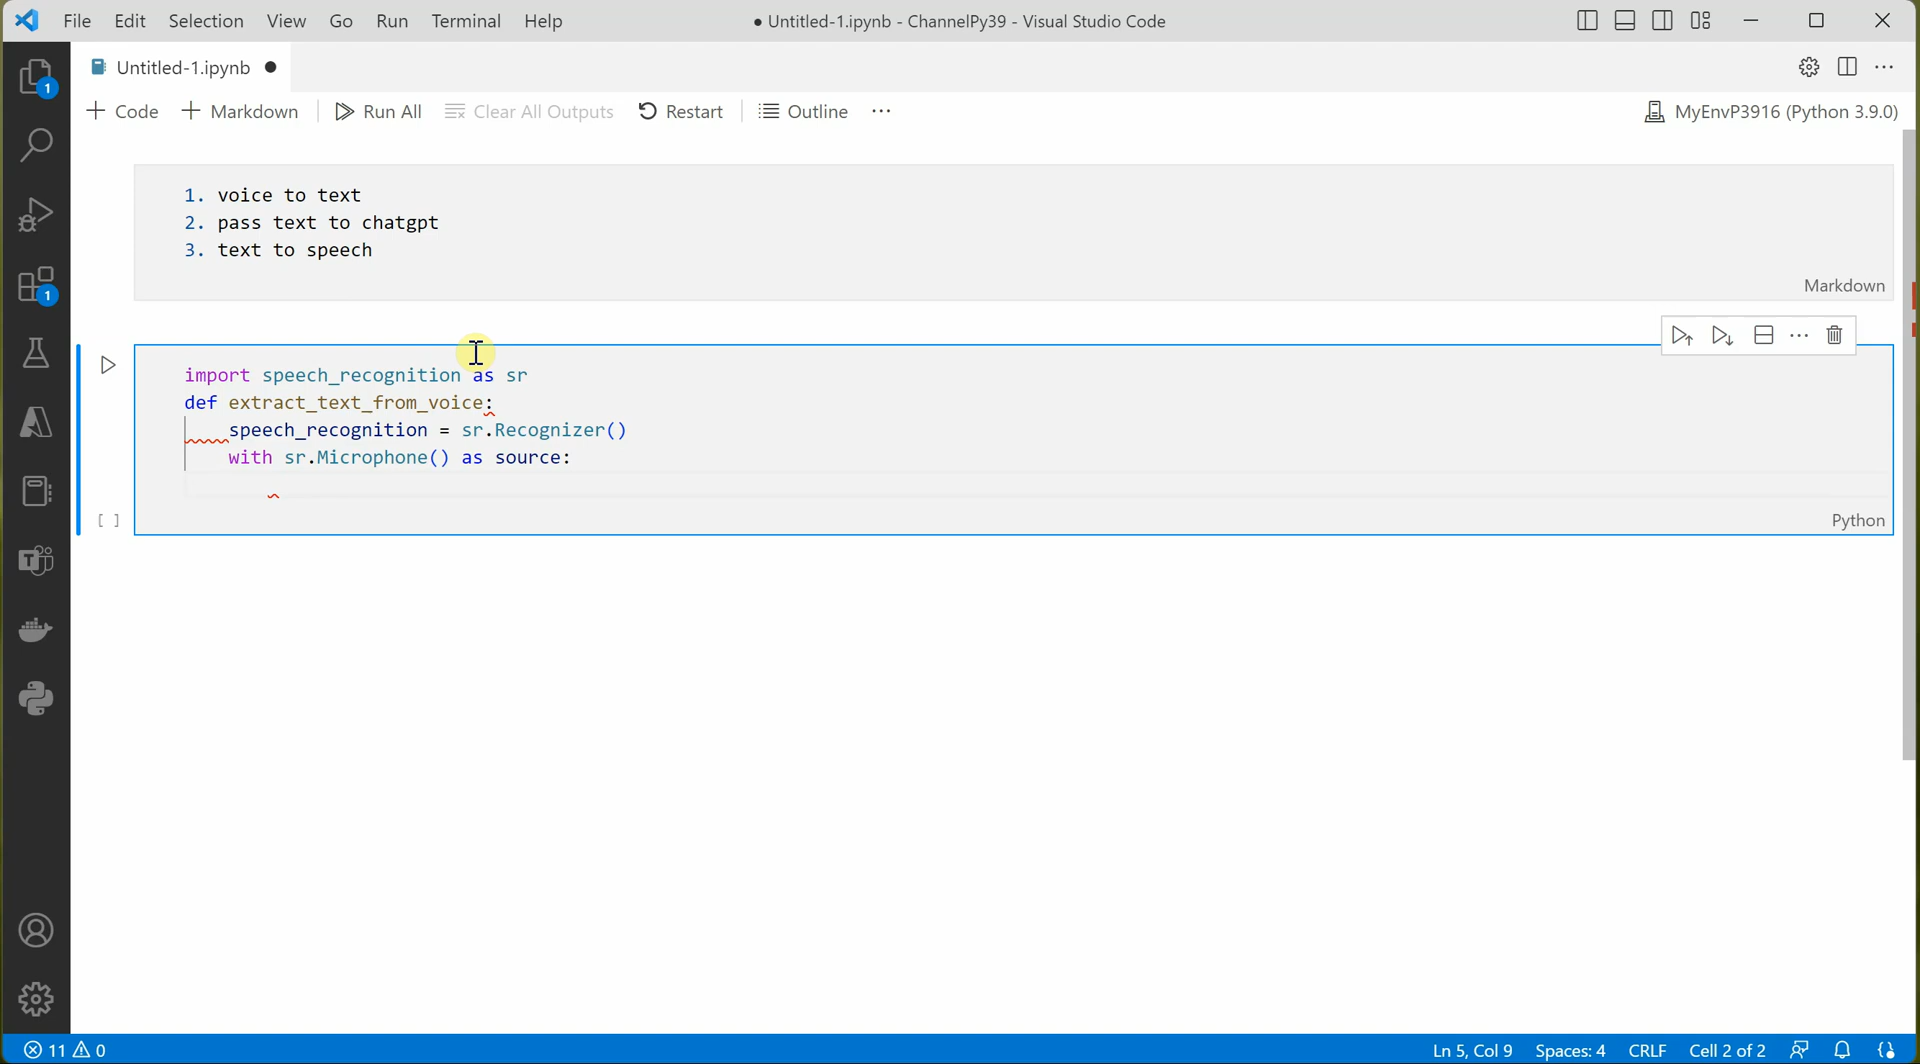 File Edit Selection View Go Run Terminal Help
● Untitled-1.ipynb - ChannelPy39 - Visual Studio Code
Untitled-1.ipynb ●
+ Code + Markdown Run All Clear All Outputs Restart Outline ...
MyEnvP3916 (Python 3.9.0)
1
1. voice to text
2. pass text to chatgpt
3. text to speech
Markdown
import speech_recognition as sr
def extract_text_from_voice:
    speech_recognition = sr.Recognizer()
    with sr.Microphone() as source:
[ ]
Python
1
T
11 0
Ln 5, Col 9 Spaces: 4 CRLF Cell 2 of 2